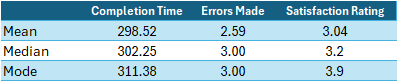 Completion Time Errors Made Satisfaction Rating
Mean 298.52 2.59 3.04
Median 302.25 3.00 3.2
Mode 311.38 3.00 3.9